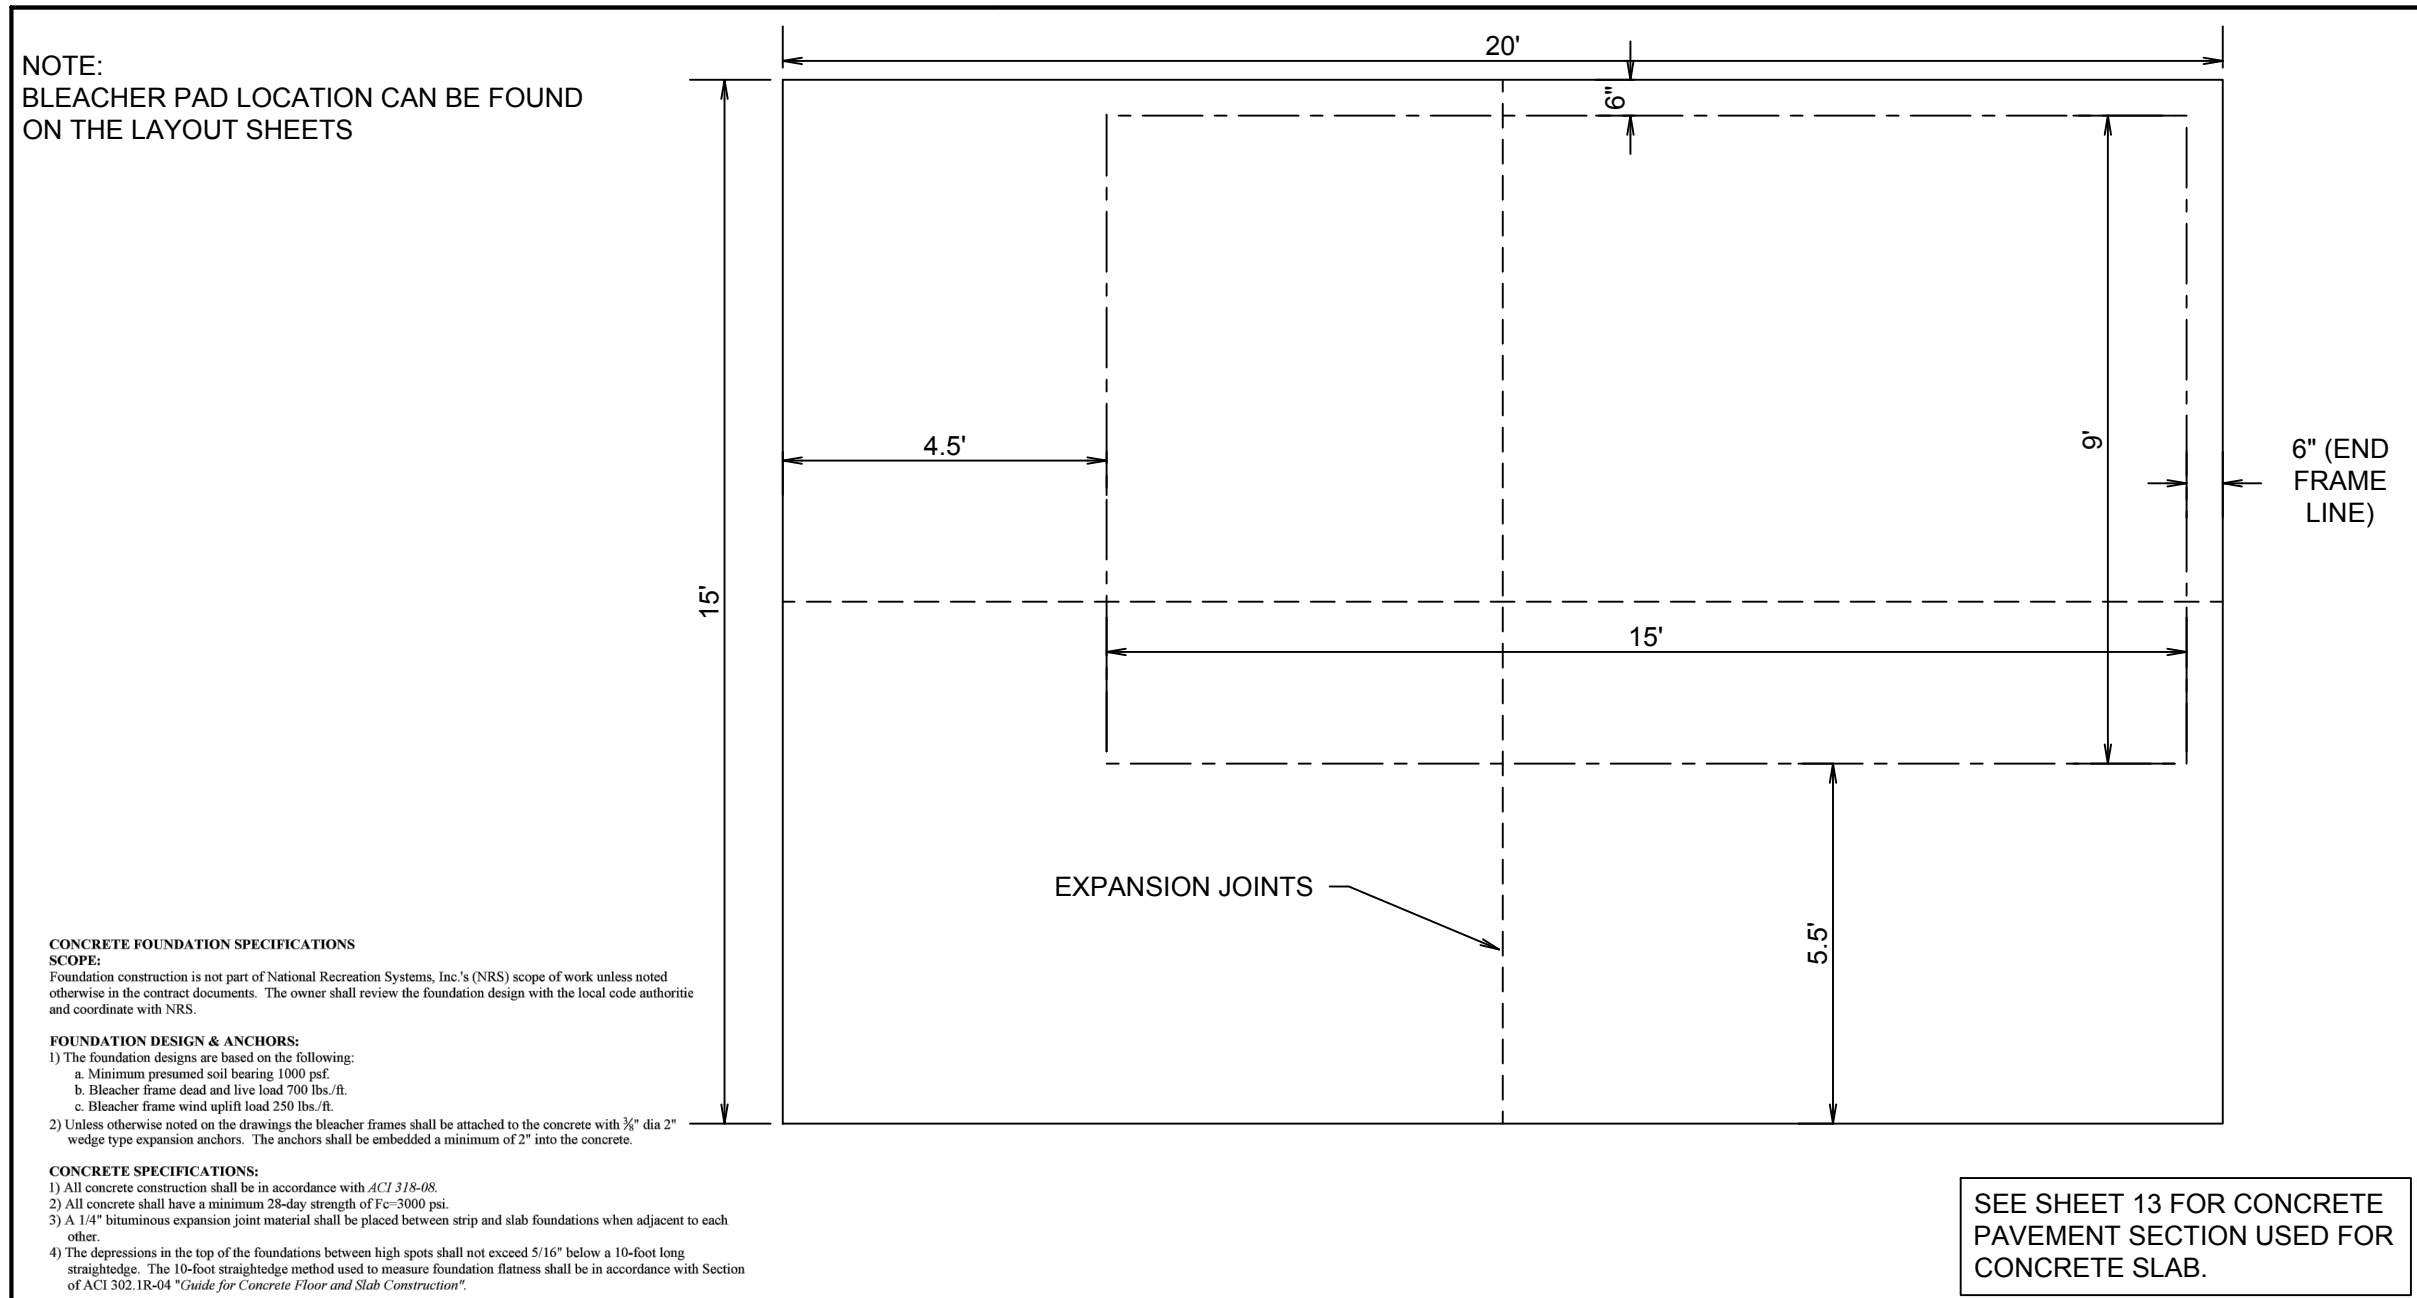 NOTE:
BLEACHER PAD LOCATION CAN BE FOUND
ON THE LAYOUT SHEETS
20'
6"
4.5'
9'
6" (END
FRAME
LINE)
15'
15'
EXPANSION JOINTS
5.5'
CONCRETE FOUNDATION SPECIFICATIONS
SCOPE:
Foundation construction is not part of National Recreation Systems, Inc.'s (NRS) scope of work unless noted
otherwise in the contract documents. The owner shall review the foundation design with the local code authoritie
and coordinate with NRS.
FOUNDATION DESIGN & ANCHORS:
1) The foundation designs are based on the following:
a. Minimum presumed soil bearing 1000 psf.
b. Bleacher frame dead and live load 700 lbs./ft.
c. Bleacher frame wind uplift load 250 lbs./ft.
2) Unless otherwise noted on the drawings the bleacher frames shall be attached to the concrete with ⅜" dia 2"
wedge type expansion anchors. The anchors shall be embedded a minimum of 2" into the concrete.
CONCRETE SPECIFICATIONS:
1) All concrete construction shall be in accordance with ACI 318-08.
2) All concrete shall have a minimum 28-day strength of Fc=3000 psi.
3) A 1/4" bituminous expansion joint material shall be placed between strip and slab foundations when adjacent to each
other.
4) The depressions in the top of the foundations between high spots shall not exceed 5/16" below a 10-foot long
straightedge. The 10-foot straightedge method used to measure foundation flatness shall be in accordance with Section
of ACI 302.1R-04 "Guide for Concrete Floor and Slab Construction".
SEE SHEET 13 FOR CONCRETE
PAVEMENT SECTION USED FOR
CONCRETE SLAB.